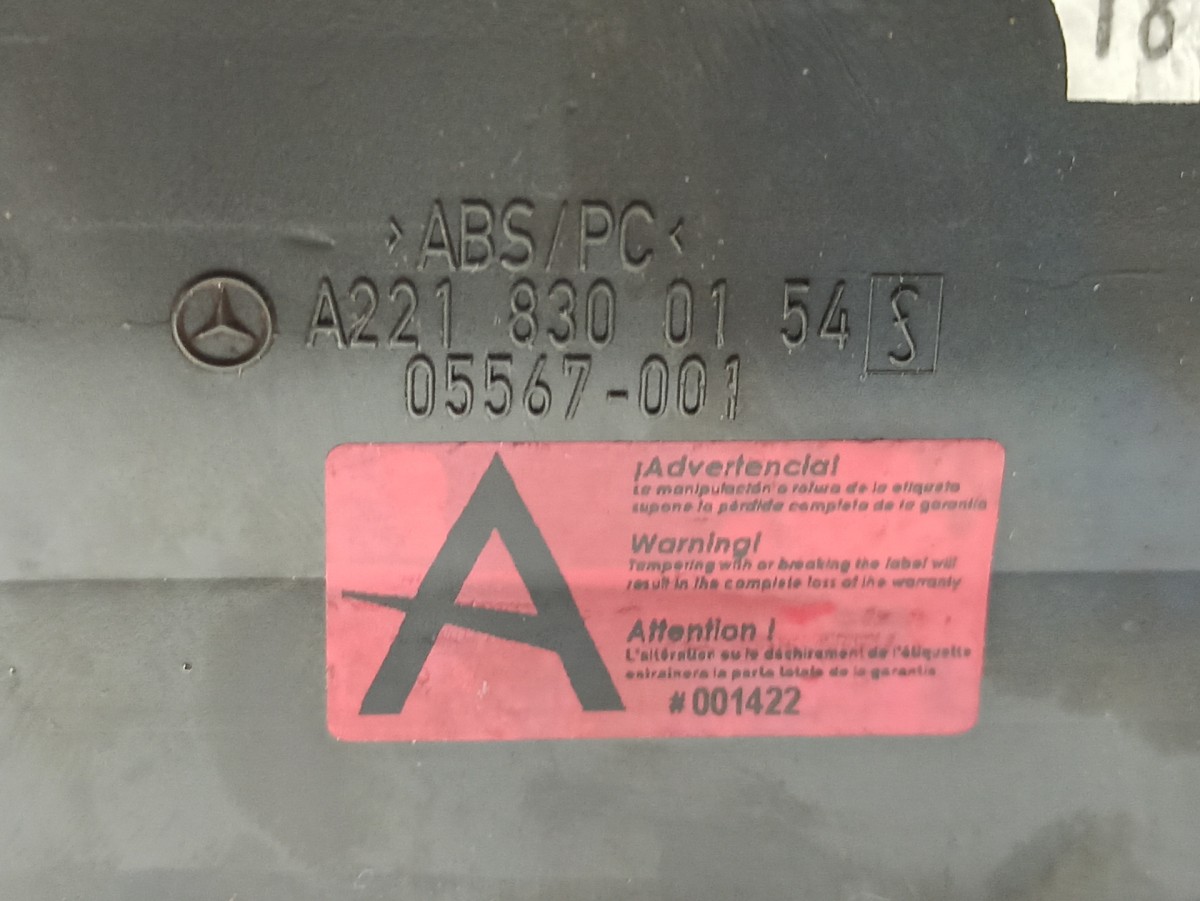 18
>ABS/PC<
A221 830 01 54
05567-001
¡Advertencia!
La manipulación o rotura de la etiqueta
supone la pérdida completa de la garantía
Warning!
Tampering with or breaking the label will
result in the complete loss of the warranty
Attention !
L'altération ou le déchirement de l'étiquette
entraînera la perte totale de la garantie
#001422